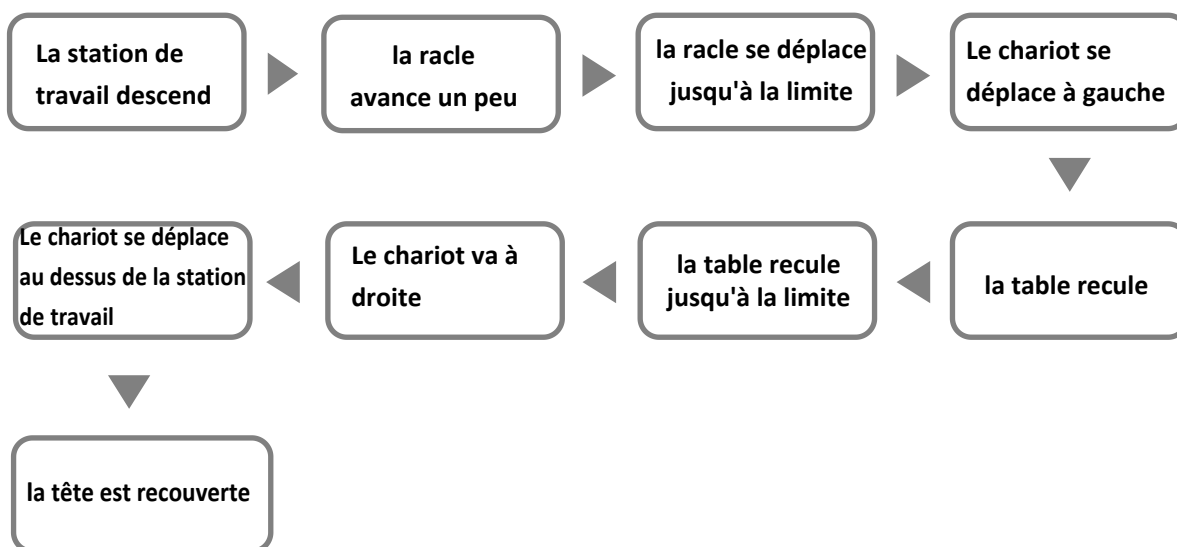 La station de
travail descend
la racle
avance un peu
la racle se déplace
jusqu'à la limite
Le chariot se
déplace à gauche
la table recule
la table recule
jusqu'à la limite
Le chariot va à
droite
Le chariot se déplace
au dessus de la station
de travail
la tête est recouverte